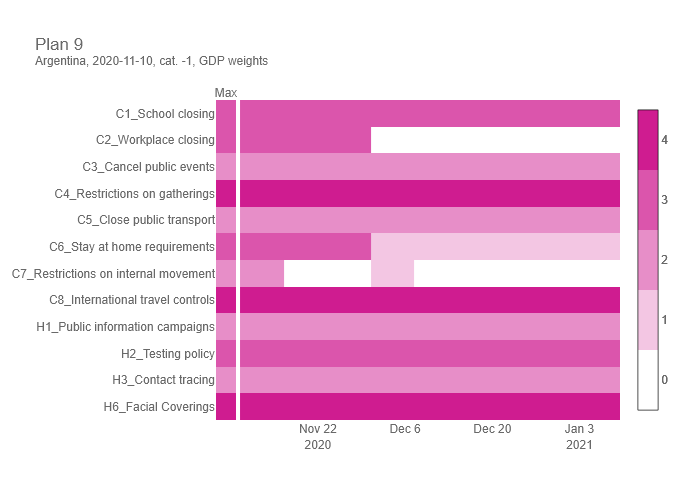 Plan 9
Argentina, 2020-11-10, cat. -1, GDP weights
Max
C1_School closing
C2_Workplace closing
C3_Cancel public events
C4_Restrictions on gatherings
C5_Close public transport
C6_Stay at home requirements
C7_Restrictions on internal movement
C8_International travel controls
H1_Public information campaigns
H2_Testing policy
H3_Contact tracing
H6_Facial Coverings
4
3
2
1
0
Nov 22 Dec 6 Dec 20 Jan 3
2020 2021